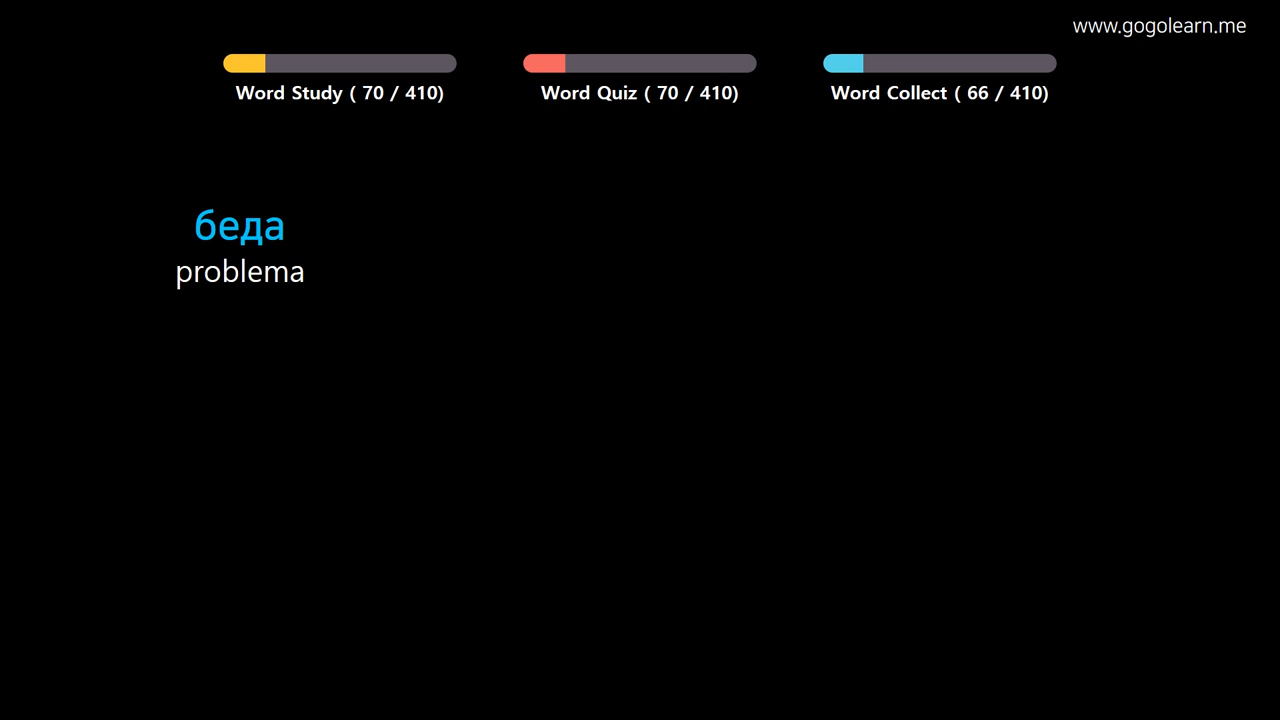 www.gogolearn.me
Word Study ( 70 / 410)
Word Quiz ( 70 / 410)
Word Collect ( 66 / 410)
беда
problema